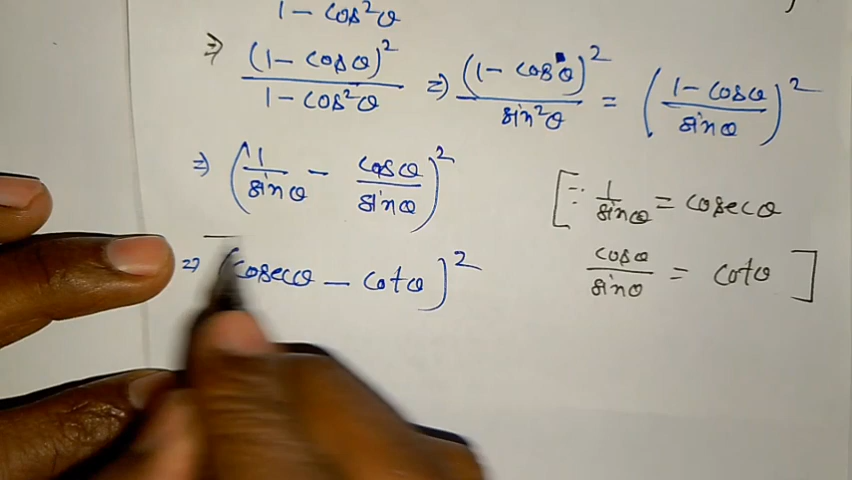 1 - cos²θ
⇒ (1 - cosθ)² / 1 - cos²θ ⇒ (1 - cosθ)² / sin²θ = (1 - cosθ / sinθ)²
⇒ (1/sinθ - cosθ/sinθ)² [∵ 1/sinθ = cosecθ
⇒ (cosecθ - cotθ)² cosθ/sinθ = cotθ]